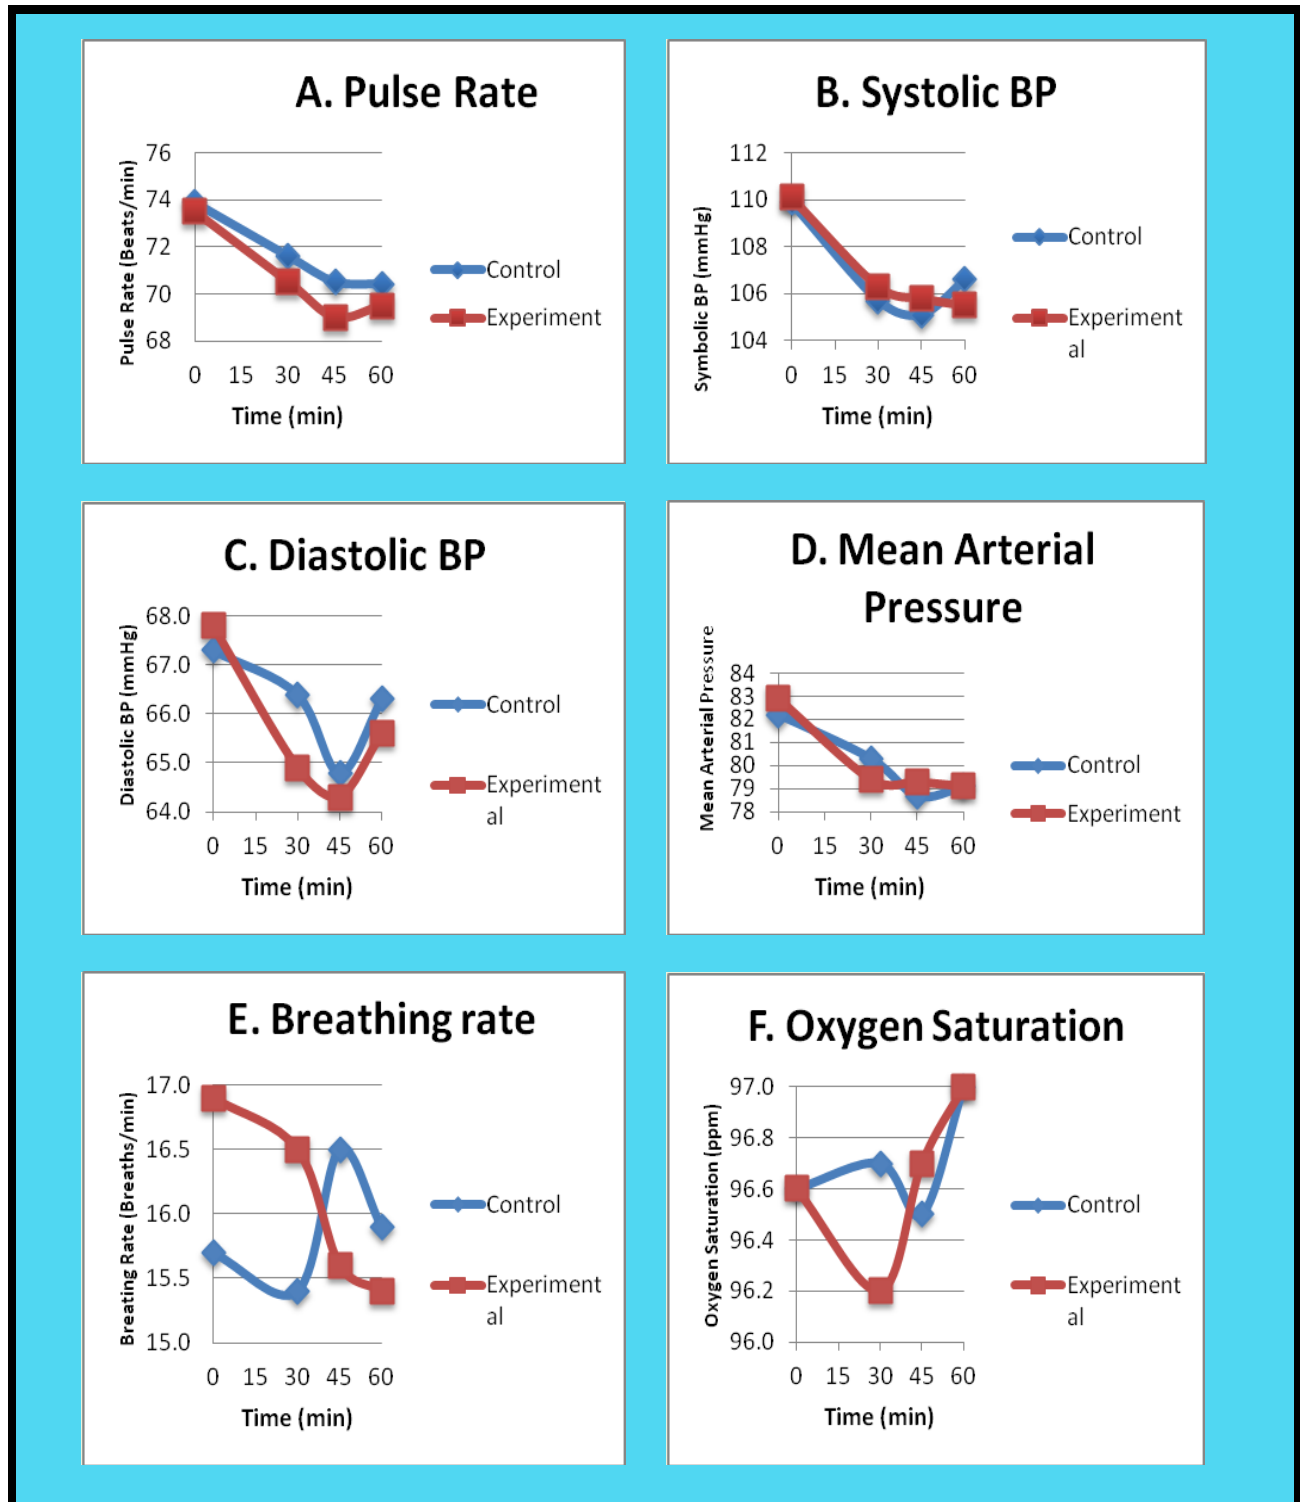 A. Pulse Rate
Pulse Rate (Beats/min)
76
74
72
70
68
0 15 30 45 60
Time (min)
Control
Experiment
B. Systolic BP
Symbolic BP (mmHg)
112
110
108
106
104
0 15 30 45 60
Time (min)
Control
Experiment
al
C. Diastolic BP
Diastolic BP (mmHg)
68.0
67.0
66.0
65.0
64.0
0 15 30 45 60
Time (min)
Control
Experiment
al
D. Mean Arterial
Pressure
Mean Arterial Pressure
84
83
82
81
80
79
78
0 15 30 45 60
Time (min)
Control
Experiment
E. Breathing rate
Breating Rate (Breaths/min)
17.0
16.5
16.0
15.5
15.0
0 15 30 45 60
Time (min)
Control
Experiment
al
F. Oxygen Saturation
Oxygen Saturation (ppm)
97.0
96.8
96.6
96.4
96.2
96.0
0 15 30 45 60
Time (min)
Control
Experiment
al